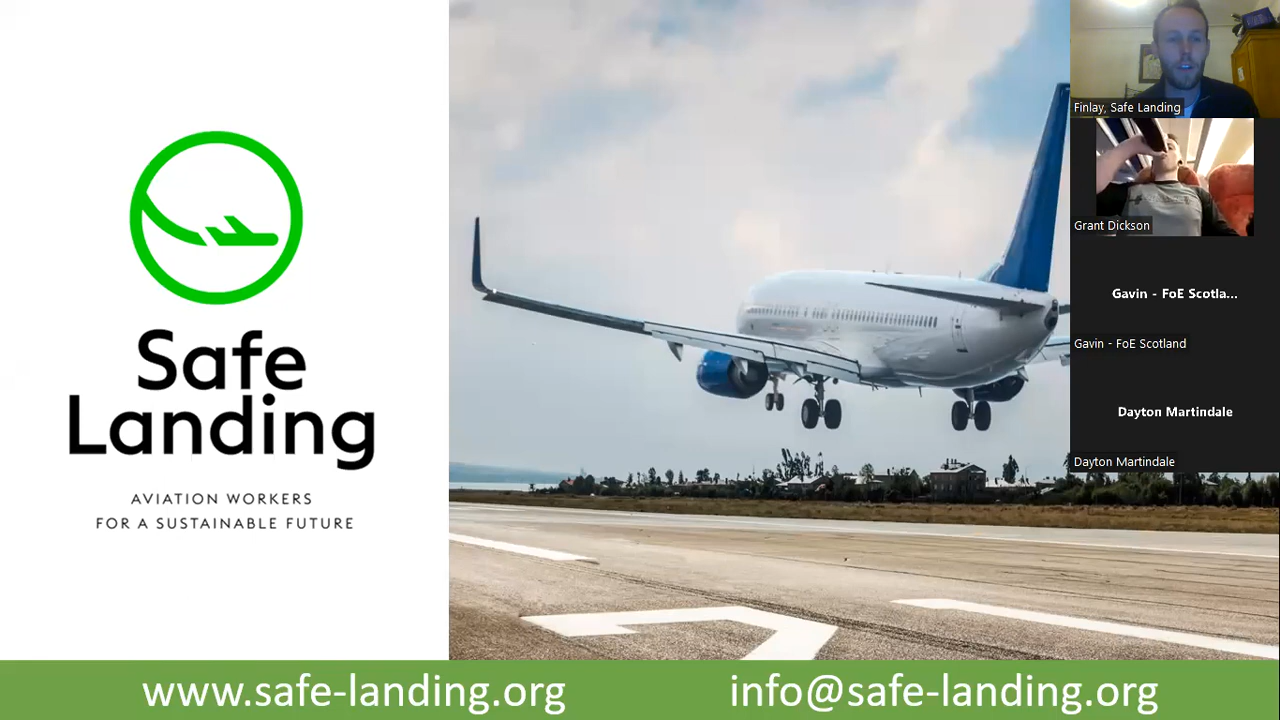 Safe
Landing
AVIATION WORKERS
FOR A SUSTAINABLE FUTURE
www.safe-landing.org
info@safe-landing.org
Finlay, Safe Landing
Grant Dickson
Gavin - FoE Scotla...
Gavin - FoE Scotland
Dayton Martindale
Dayton Martindale